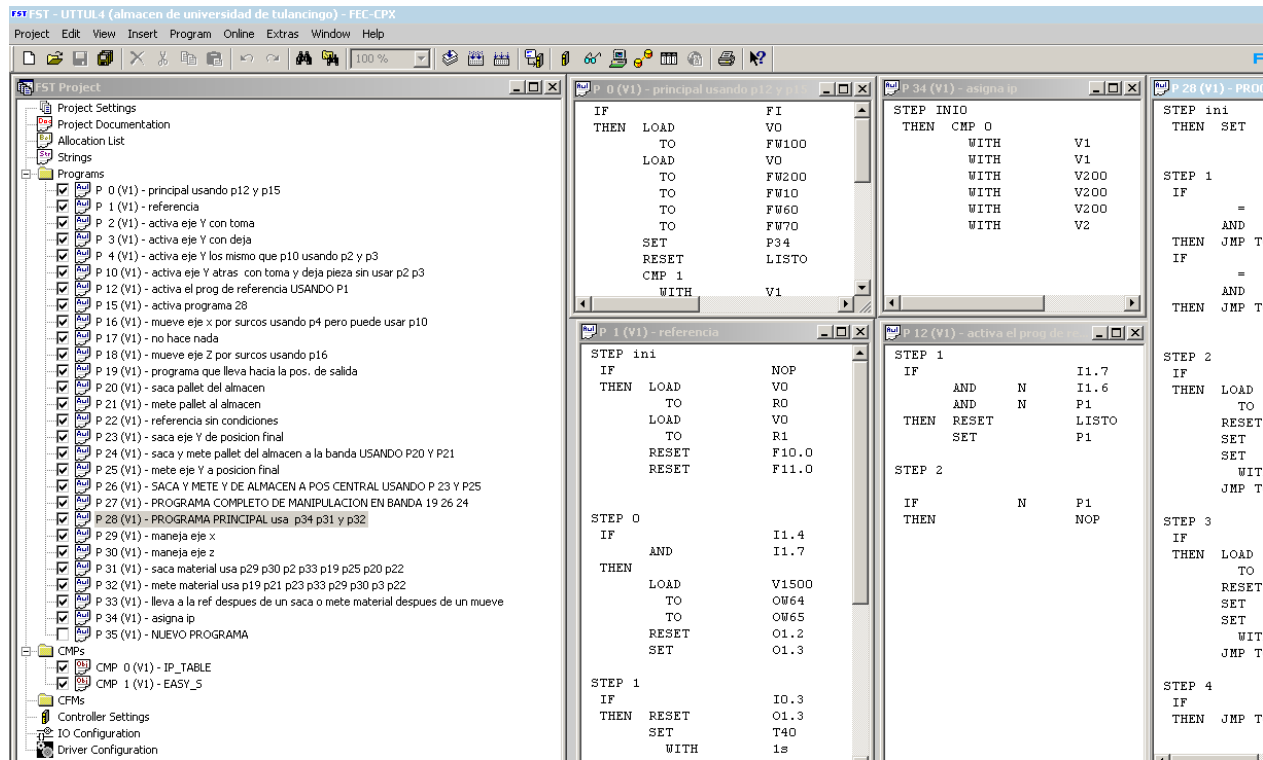 FST FST - UTTUL4 (almacen de universidad de tulancingo) - FEC-CPX
Project Edit View Insert Program Online Extras Window Help
100 %
FST Project
Project Settings
Project Documentation
Allocation List
Strings
Programs
P 0 (V1) - principal usando p12 y p15
P 1 (V1) - referencia
P 2 (V1) - activa eje Y con toma
P 3 (V1) - activa eje Y con deja
P 4 (V1) - activa eje Y los mismo que p10 usando p2 y p3
P 10 (V1) - activa eje Y atras con toma y deja pieza sin usar p2 p3
P 12 (V1) - activa el prog de referencia USANDO P1
P 15 (V1) - activa programa 28
P 16 (V1) - mueve eje x por surcos usando p4 pero puede usar p10
P 17 (V1) - no hace nada
P 18 (V1) - mueve eje Z por surcos usando p16
P 19 (V1) - programa que lleva hacia la pos. de salida
P 20 (V1) - saca pallet del almacen
P 21 (V1) - mete pallet al almacen
P 22 (V1) - referencia sin condiciones
P 23 (V1) - saca eje Y de posicion final
P 24 (V1) - saca y mete pallet del almacen a la banda USANDO P20 Y P21
P 25 (V1) - mete eje Y a posicion final
P 26 (V1) - SACA Y METE Y DE ALMACEN A POS CENTRAL USANDO P 23 Y P25
P 27 (V1) - PROGRAMA COMPLETO DE MANIPULACION EN BANDA 19 26 24
P 28 (V1) - PROGRAMA PRINCIPAL usa p34 p31 y p32
P 29 (V1) - maneja eje x
P 30 (V1) - maneja eje z
P 31 (V1) - saca material usa p29 p30 p2 p33 p19 p25 p20 p22
P 32 (V1) - mete material usa p19 p21 p23 p33 p29 p30 p3 p22
P 33 (V1) - lleva a la ref despues de un saca o mete material despues de un mueve
P 34 (V1) - asigna ip
P 35 (V1) - NUEVO PROGRAMA
CMPs
CMP 0 (V1) - IP_TABLE
CMP 1 (V1) - EASY_S
CFMs
Controller Settings
IO Configuration
Driver Configuration
P 0 (V1) - principal usando p12 y p15
IF FI
THEN LOAD V0
TO FW100
LOAD V0
TO FW200
TO FW10
TO FW60
TO FW70
SET P34
RESET LISTO
CMP 1
WITH V1
P 34 (V1) - asigna ip
STEP INIO
THEN CMP 0
WITH V1
WITH V1
WITH V200
WITH V200
WITH V200
WITH V2
P 1 (V1) - referencia
STEP ini
IF NOP
THEN LOAD V0
TO R0
LOAD V0
TO R1
RESET F10.0
RESET F11.0
STEP 0
IF I1.4
AND I1.7
THEN
LOAD V1500
TO OW64
TO OW65
RESET O1.2
SET O1.3
STEP 1
IF I0.3
THEN RESET O1.3
SET T40
WITH 1s
P 12 (V1) - activa el prog de re...
STEP 1
IF I1.7
AND N I1.6
AND N P1
THEN RESET LISTO
SET P1
STEP 2
IF N P1
THEN NOP
P 28 (V1) - PROG
STEP ini
THEN SET
STEP 1
IF
=
AND
THEN JMP T
IF
=
AND
THEN JMP T
STEP 2
IF
THEN LOAD
TO
RESET
SET
SET
WIT
JMP T
STEP 3
IF
THEN LOAD
TO
RESET
SET
SET
WIT
JMP T
STEP 4
IF
THEN JMP T